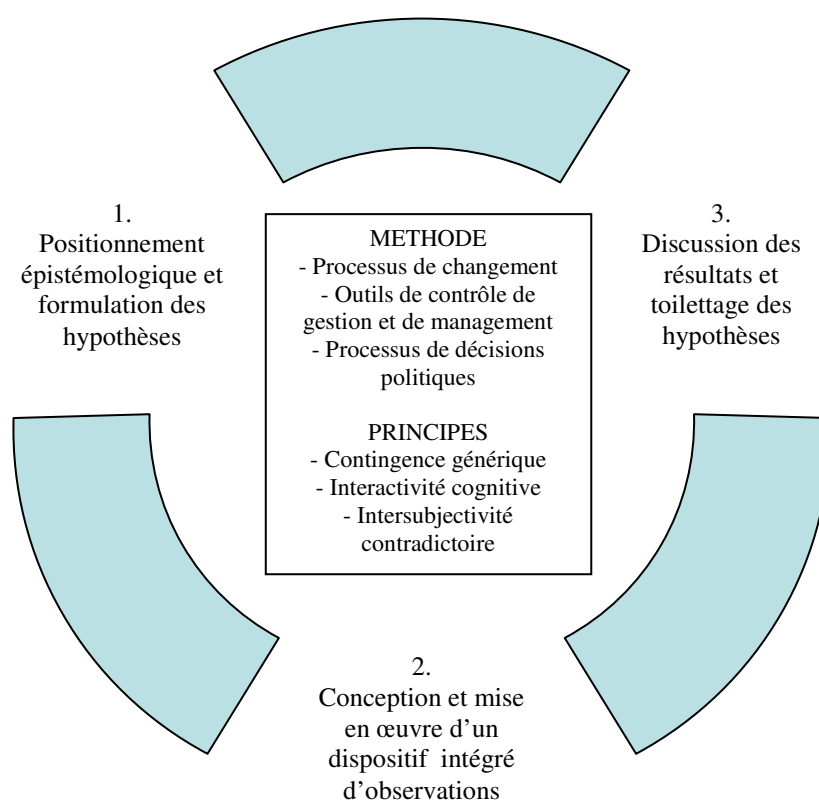 1.
Positionnement
épistémologique et
formulation des
hypothèses
METHODE
- Processus de changement
- Outils de contrôle de
gestion et de management
- Processus de décisions
politiques
PRINCIPES
- Contingence générique
- Interactivité cognitive
- Intersubjectivité
contradictoire
3.
Discussion des
résultats et
toilettage des
hypothèses
2.
Conception et mise
en œuvre d’un
dispositif intégré
d’observations